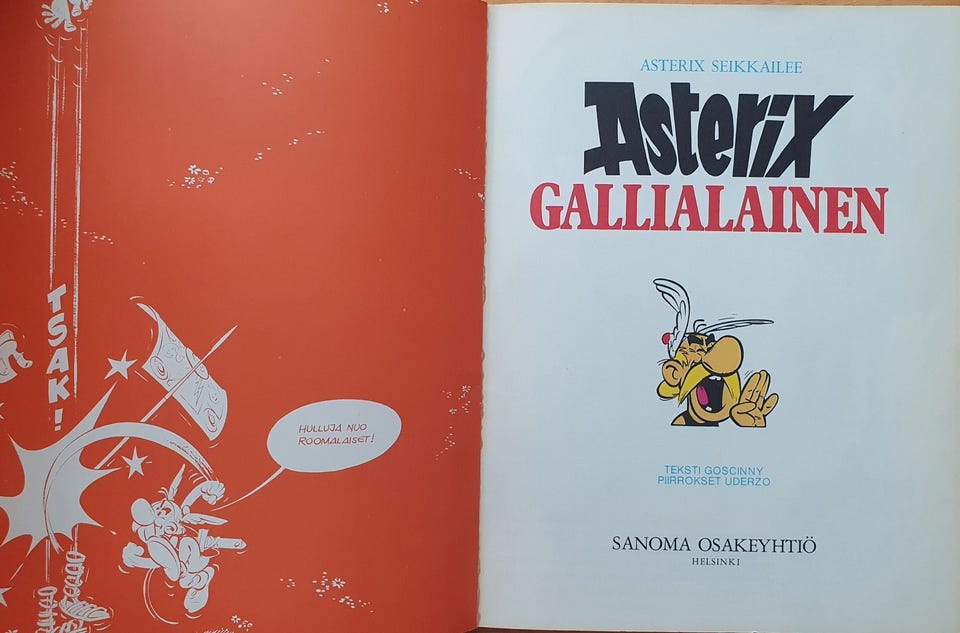 TSAK!
HULLUJA NUO
ROOMALAISET!
ASTERIX SEIKKAILEE
Asterix
GALLIALAINEN
TEKSTI GOSCINNY
PIIRROKSET UDERZO
SANOMA OSAKEYHTIÖ
HELSINKI